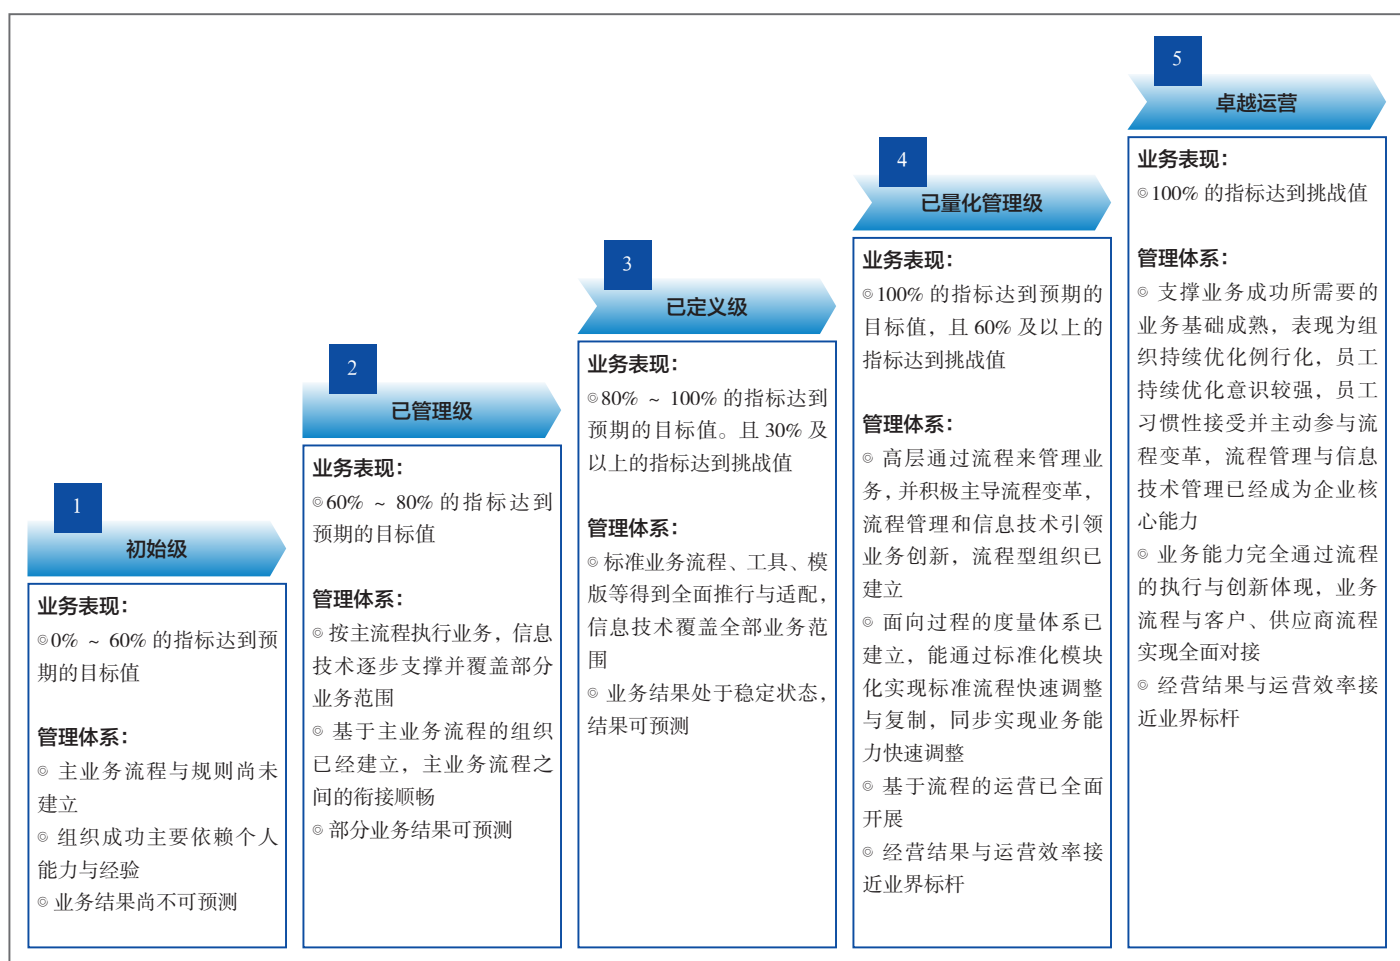 1
初始级
业务表现：
◎0% ~ 60% 的指标达到预
期的目标值
管理体系：
◎ 主业务流程与规则尚未
建立
◎ 组织成功主要依赖个人
能力与经验
◎ 业务结果尚不可预测
2
已管理级
业务表现：
◎60% ~ 80% 的指标达到
预期的目标值
管理体系：
◎ 按主流程执行业务，信息
技术逐步支撑并覆盖部分
业务范围
◎ 基于主业务流程的组织
已经建立，主业务流程之
间的衔接顺畅
◎ 部分业务结果可预测
3
已定义级
业务表现：
◎80% ~ 100% 的指标达到
预期的目标值。且 30% 及
以上的指标达到挑战值
管理体系：
◎ 标准业务流程、工具、模
版等得到全面推行与适配，
信息技术覆盖全部业务范
围
◎ 业务结果处于稳定状态，
结果可预测
4
已量化管理级
业务表现：
◎100% 的指标达到预期的
目标值，且 60% 及以上的
指标达到挑战值
管理体系：
◎ 高层通过流程来管理业
务，并积极主导流程变革，
流程管理和信息技术引领
业务创新，流程型组织已
建立
◎ 面向过程的度量体系已
建立，能通过标准化模块
化实现标准流程快速调整
与复制，同步实现业务能
力快速调整
◎ 基于流程的运营已全面
开展
◎ 经营结果与运营效率接
近业界标杆
5
卓越运营
业务表现：
◎100% 的指标达到挑战值
管理体系：
◎ 支撑业务成功所需要的
业务基础成熟，表现为组
织持续优化例行化，员工
持续优化意识较强，员工
习惯性接受并主动参与流
程变革，流程管理与信息
技术管理已经成为企业核
心能力
◎ 业务能力完全通过流程
的执行与创新体现，业务
流程与客户、供应商流程
实现全面对接
◎ 经营结果与运营效率接
近业界标杆